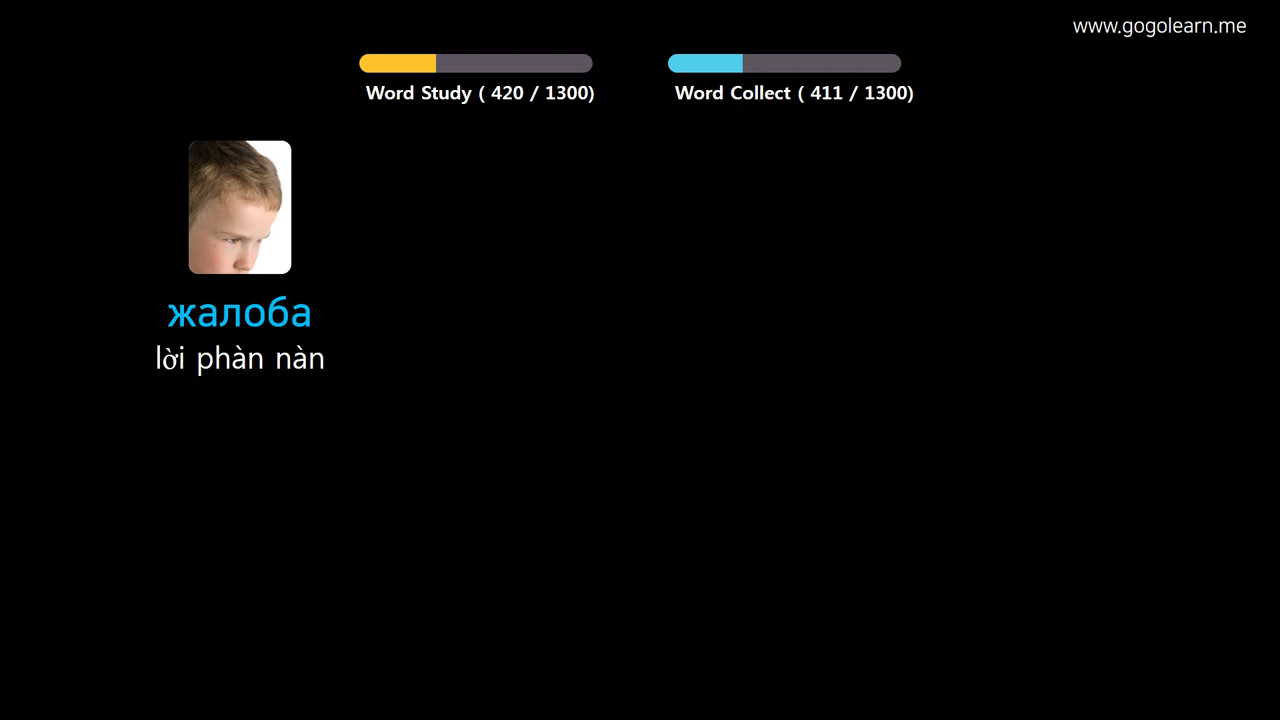 www.gogolearn.me
Word Study ( 420 / 1300)
Word Collect ( 411 / 1300)
жалоба
lời phàn nàn